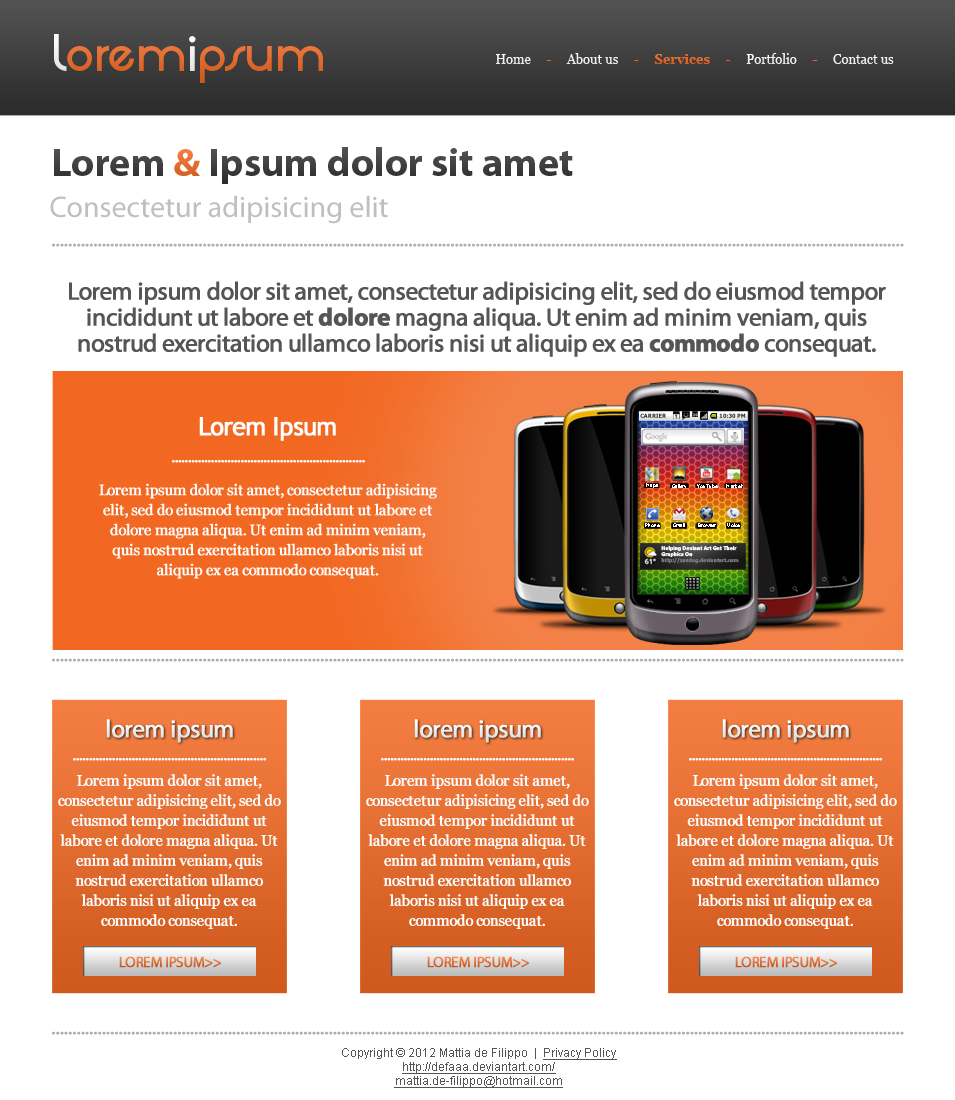 loremipsum
Home - About us - Services - Portfolio - Contact us
Lorem & Ipsum dolor sit amet
Consectetur adipisicing elit
Lorem ipsum dolor sit amet, consectetur adipisicing elit, sed do eiusmod tempor
incididunt ut labore et dolore magna aliqua. Ut enim ad minim veniam, quis
nostrud exercitation ullamco laboris nisi ut aliquip ex ea commodo consequat.
Lorem Ipsum
Lorem ipsum dolor sit amet, consectetur adipisicing
elit, sed do eiusmod tempor incididunt ut labore et
dolore magna aliqua. Ut enim ad minim veniam,
quis nostrud exercitation ullamco laboris nisi ut
aliquip ex ea commodo consequat.
CARRIER 10:30 PM
Google
Maps Gallery YouTube Market
Phone Gmail Browser Voice
Helping Deviant Art Get Their
Graphics On
61°
lorem ipsum
Lorem ipsum dolor sit amet,
consectetur adipisicing elit, sed do
eiusmod tempor incididunt ut
labore et dolore magna aliqua. Ut
enim ad minim veniam, quis
nostrud exercitation ullamco
laboris nisi ut aliquip ex ea
commodo consequat.
LOREM IPSUM>>
lorem ipsum
Lorem ipsum dolor sit amet,
consectetur adipisicing elit, sed do
eiusmod tempor incididunt ut
labore et dolore magna aliqua. Ut
enim ad minim veniam, quis
nostrud exercitation ullamco
laboris nisi ut aliquip ex ea
commodo consequat.
LOREM IPSUM>>
lorem ipsum
Lorem ipsum dolor sit amet,
consectetur adipisicing elit, sed do
eiusmod tempor incididunt ut
labore et dolore magna aliqua. Ut
enim ad minim veniam, quis
nostrud exercitation ullamco
laboris nisi ut aliquip ex ea
commodo consequat.
LOREM IPSUM>>
Copyright © 2012 Mattia de Filippo | Privacy Policy
http://defaaa.deviantart.com/
mattia.de-filippo@hotmail.com